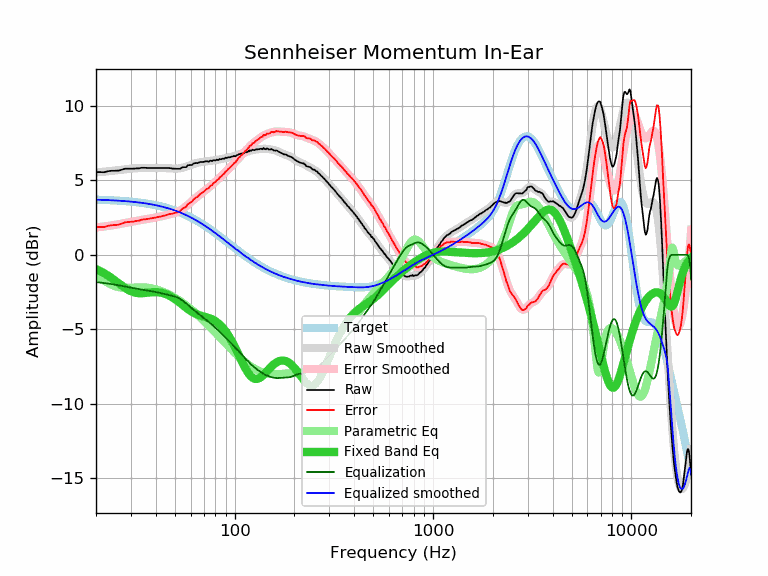 Sennheiser Momentum In-Ear
10
5
0
−5
−10
−15
Amplitude (dBr)
Target
Raw Smoothed
Error Smoothed
Raw
Error
Parametric Eq
Fixed Band Eq
Equalization
Equalized smoothed
100 1000 10000
Frequency (Hz)